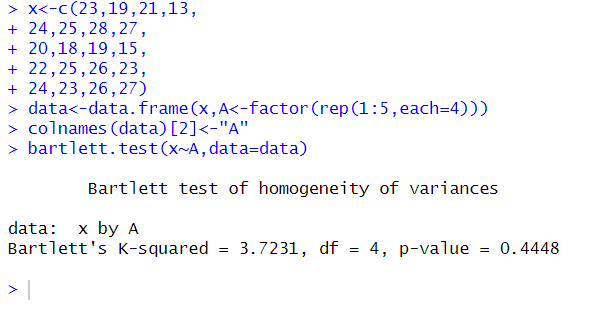 > x<-c(23,19,21,13,
+ 24,25,28,27,
+ 20,18,19,15,
+ 22,25,26,23,
+ 24,23,26,27)
> data<-data.frame(x,A<-factor(rep(1:5,each=4)))
> colnames(data)[2]<-"A"
> bartlett.test(x~A,data=data)
Bartlett test of homogeneity of variances
data:  x by A
Bartlett's K-squared = 3.7231, df = 4, p-value = 0.4448
>